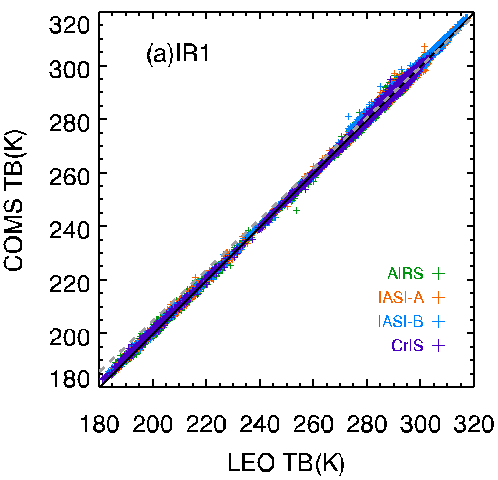 (a)IR1
320
300
280
260
240
220
200
180
COMS TB(K)
AIRS +
IASI-A +
IASI-B +
CrIS +
180 200 220 240 260 280 300 320
LEO TB(K)